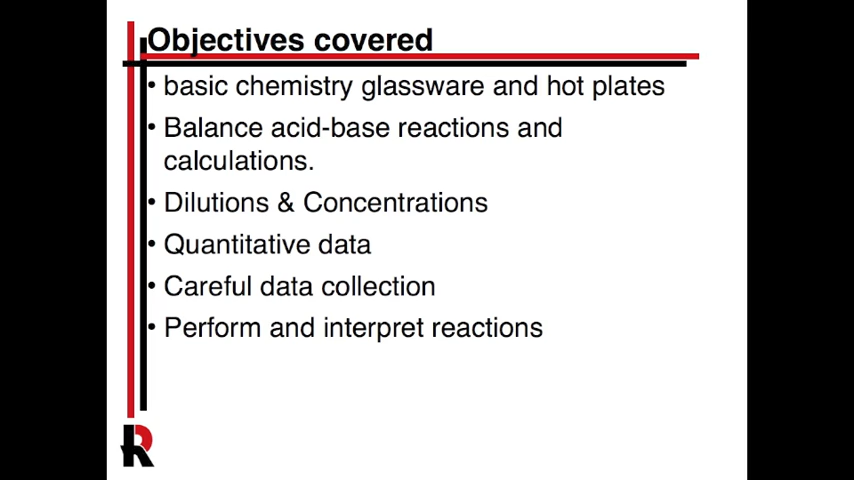 Objectives covered
• basic chemistry glassware and hot plates
• Balance acid-base reactions and
calculations.
• Dilutions & Concentrations
• Quantitative data
• Careful data collection
• Perform and interpret reactions